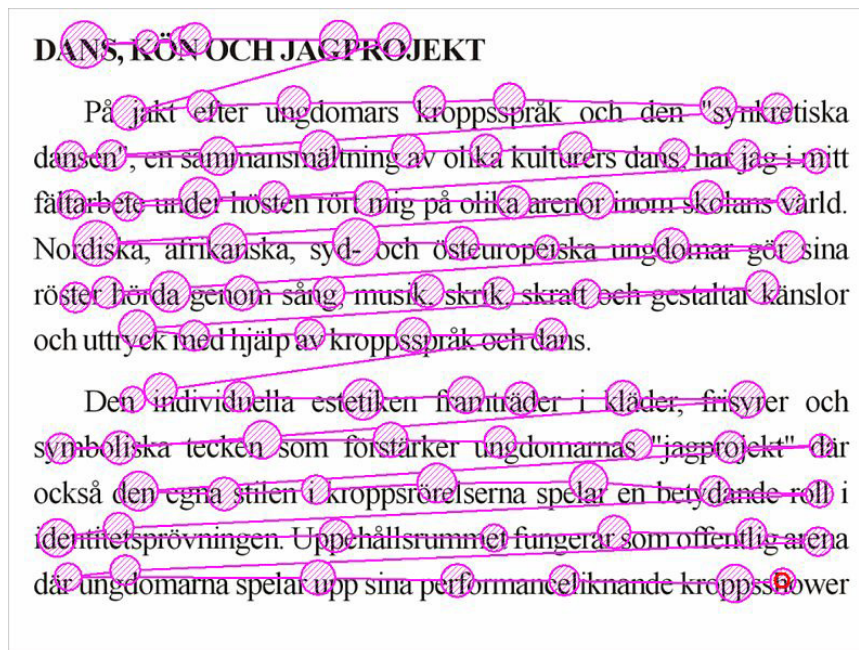 DANS, KÖN OCH JAGPROJEKT
På jakt efter ungdomars kroppsspråk och den "synkretiska
dansen", en sammansmältning av olika kulturers dans, har jag i mitt
fältarbete under hösten rört mig på olika arenor inom skolans värld.
Nordiska, afrikanska, syd- och östeuropeiska ungdomar gör sina
röster hörda genom sång, musik, skrik, skratt och gestaltar känslor
och uttryck med hjälp av kroppsspråk och dans.
Den individuella estetiken framträder i kläder, frisyrer och
symboliska tecken som förstärker ungdomarnas "jagprojekt" där
också den egna stilen i kroppsrörelserna spelar en betydande roll i
identitetsprövningen. Uppehållsrummet fungerar som offentlig arena
där ungdomarna spelar upp sina performanceliknande kroppsshower